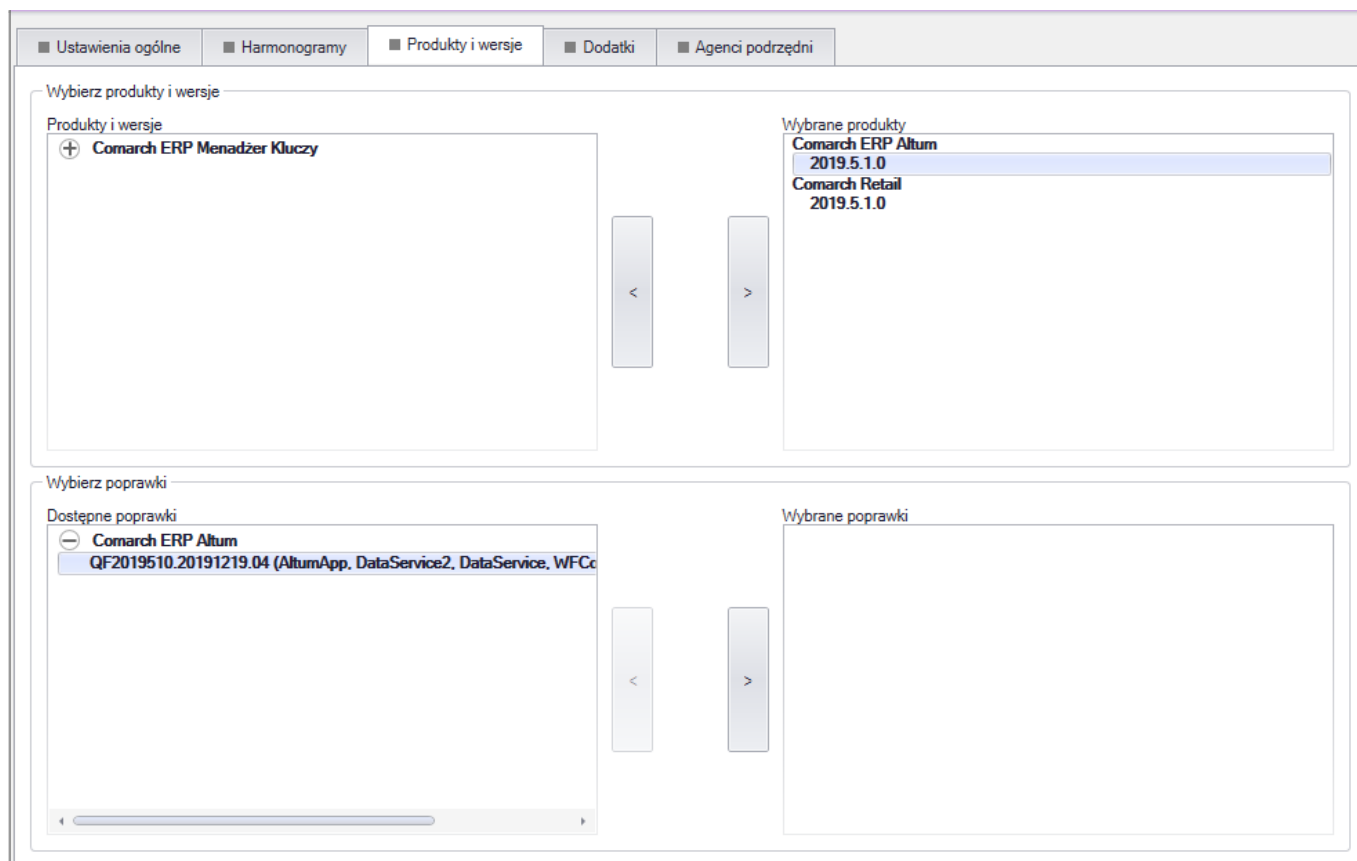 Ustawienia ogólne Harmonogramy Produkty i wersje Dodatki Agenci podrzędni
Wybierz produkty i wersje
Produkty i wersje
Comarch ERP Menadżer Kluczy
< >
Wybrane produkty
Comarch ERP Altum
2019.5.1.0
Comarch Retail
2019.5.1.0
Wybierz poprawki
Dostępne poprawki
Comarch ERP Altum
QF2019510.20191219.04 (AltumApp, DataService2, DataService,
< >
Wybrane poprawki